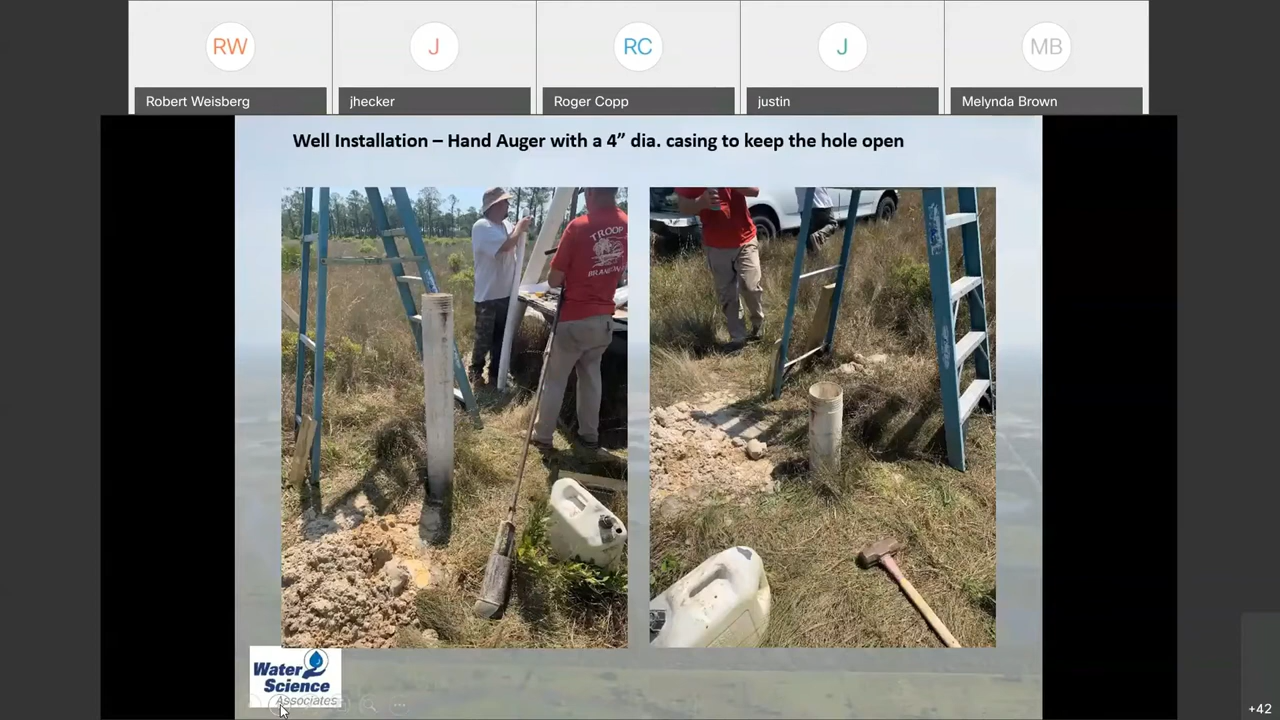 RW
J
RC
J
MB
Robert Weisberg
jhecker
Roger Copp
justin
Melynda Brown
Well Installation – Hand Auger with a 4” dia. casing to keep the hole open
TROOP
Water
Science
Associates
+42